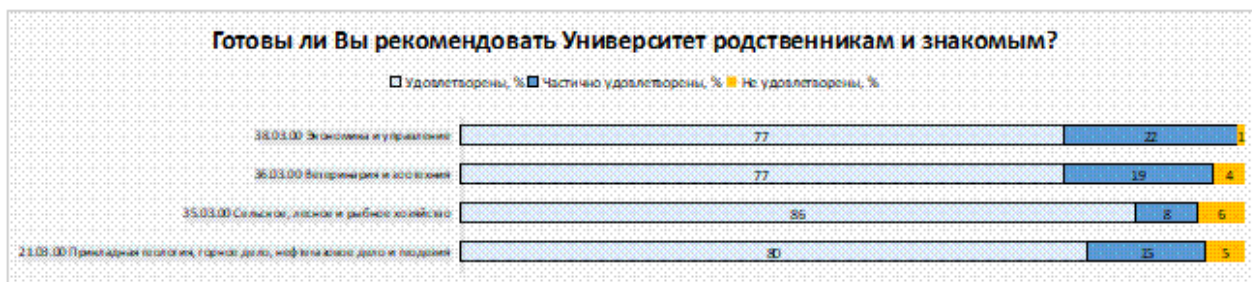 Готовы ли Вы рекомендовать Университет родственникам и знакомым?
Удовлетворены, % Частично удовлетворены, % Не удовлетворены, %
38.03.00 Экономика и управление 77 22 1
36.03.00 Ветеринария и зоотехния 77 19 4
35.03.00 Сельское, лесное и рыбное хозяйство 86 8 6
21.03.00 Прикладная геология, горное дело, нефтегазовое дело и геодезия 80 15 5